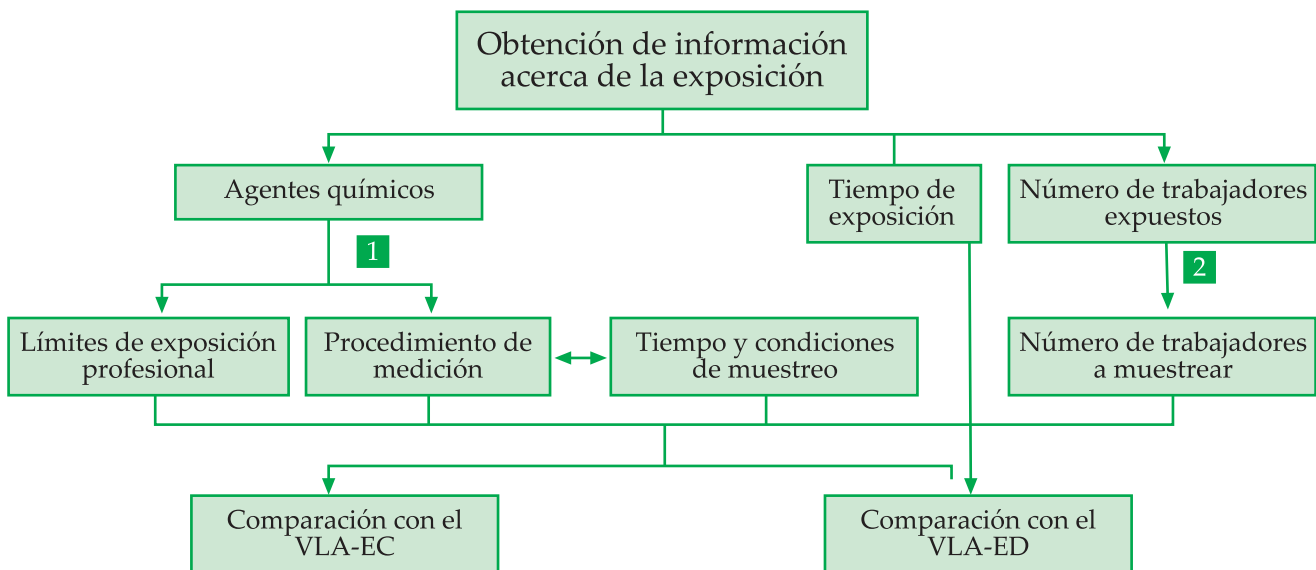 Obtención de información
acerca de la exposición
Agentes químicos
Tiempo de
exposición
Número de trabajadores
expuestos
1
2
Límites de exposición
profesional
Procedimiento de
medición
Tiempo y condiciones
de muestreo
Número de trabajadores
a muestrear
Comparación con el
VLA-EC
Comparación con el
VLA-ED